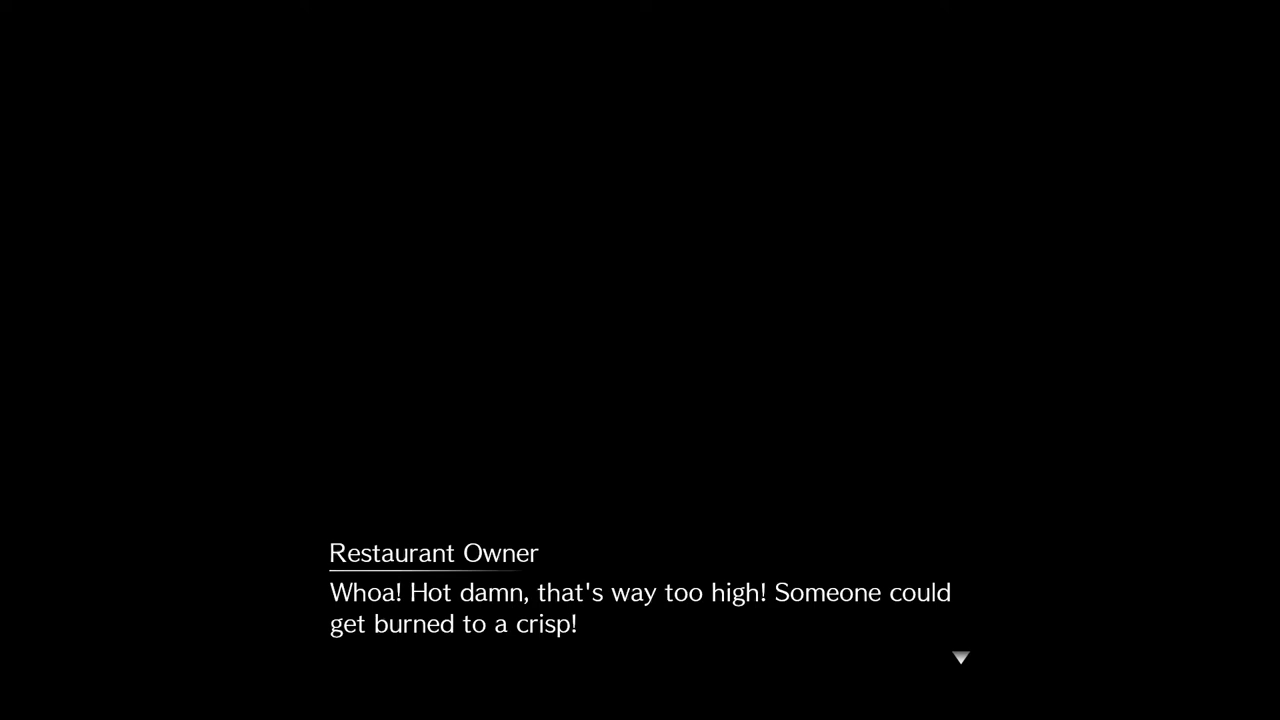 Restaurant Owner
Whoa! Hot damn, that's way too high! Someone could
get burned to a crisp!